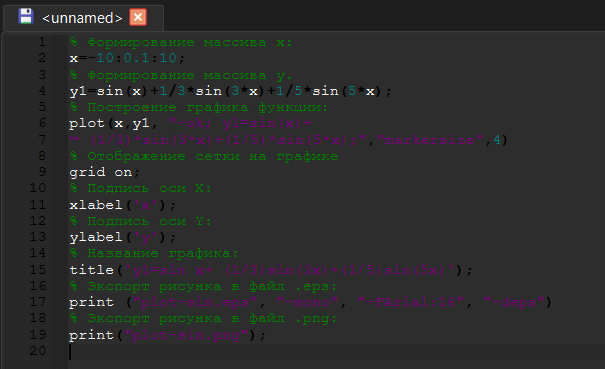 <unnamed>
1 % Формирование массива x:
2 x=-10:0.1:10;
3 % Формирование массива y.
4 y1=sin(x)+1/3*sin(3*x)+1/5*sin(5*x);
5 % Построение графика функции:
6 plot(x,y1, "-ok; y1=sin(x)+
7 + (1/3)*sin(3*x)+(1/5)*sin(5*x);","markersize",4)
8 % Отображение сетки на графике
9 grid on;
10 % Подпись оси X:
11 xlabel('x');
12 % Подпись оси Y:
13 ylabel('y');
14 % Название графика:
15 title('y1=sin x+ (1/3)sin(3x)+(1/5)sin(5x)');
16 % Экспорт рисунка в файл .eps:
17 print ("plot-sin.eps", "-mono", "-FArial:16", "-deps")
18 % Экспорт рисунка в файл .png:
19 print("plot-sin.png");
20